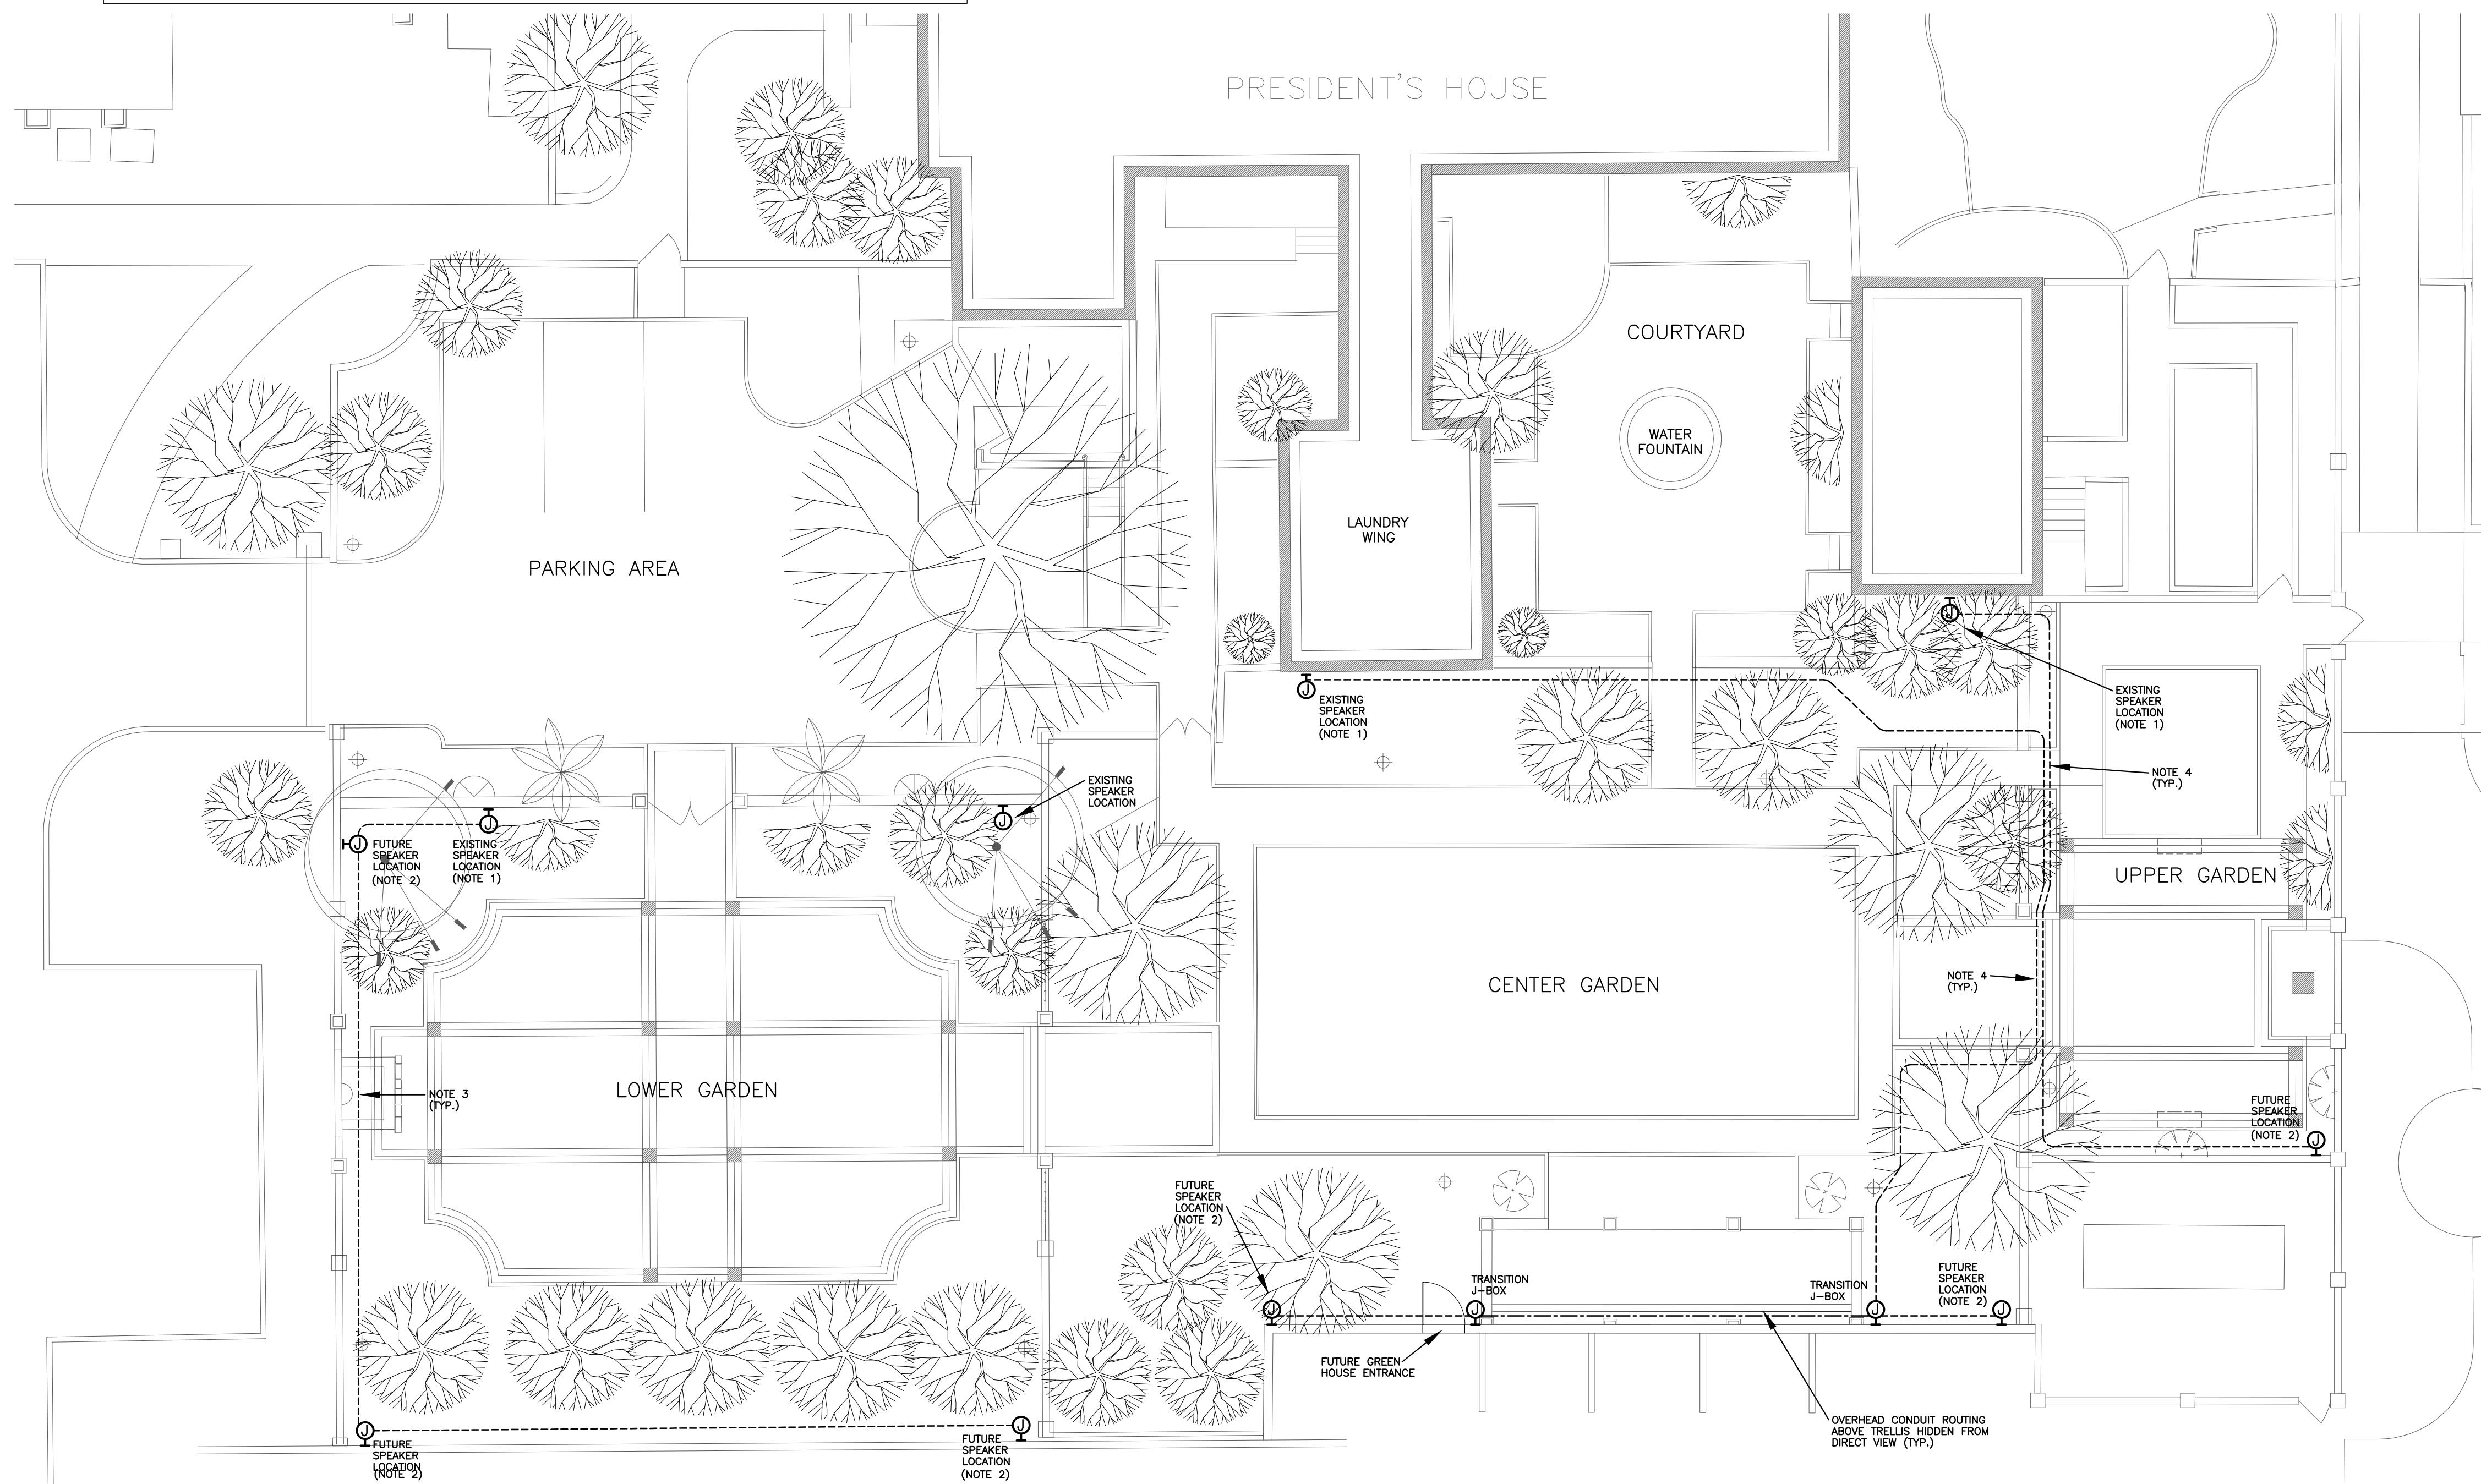 PRESIDENT'S HOUSE
COURTYARD
WATER
FOUNTAIN
LAUNDRY
WING
PARKING AREA
J
J
EXISTING
SPEAKER
LOCATION
(NOTE 1)
EXISTING
SPEAKER
LOCATION
(NOTE 1)
NOTE 4
(TYP.)
EXISTING
SPEAKER
LOCATION
J
J
J
FUTURE
SPEAKER
LOCATION
(NOTE 2)
EXISTING
SPEAKER
LOCATION
(NOTE 1)
UPPER GARDEN
CENTER GARDEN
NOTE 4
(TYP.)
LOWER GARDEN
NOTE 3
(TYP.)
FUTURE
SPEAKER
LOCATION
(NOTE 2)
J
FUTURE
SPEAKER
LOCATION
(NOTE 2)
TRANSITION
J-BOX
TRANSITION
J-BOX
FUTURE
SPEAKER
LOCATION
(NOTE 2)
J
J
J
J
FUTURE GREEN
HOUSE ENTRANCE
OVERHEAD CONDUIT ROUTING
ABOVE TRELLIS HIDDEN FROM
DIRECT VIEW (TYP.)
J
J
FUTURE
SPEAKER
LOCATION
(NOTE 2)
FUTURE
SPEAKER
LOCATION
(NOTE 2)